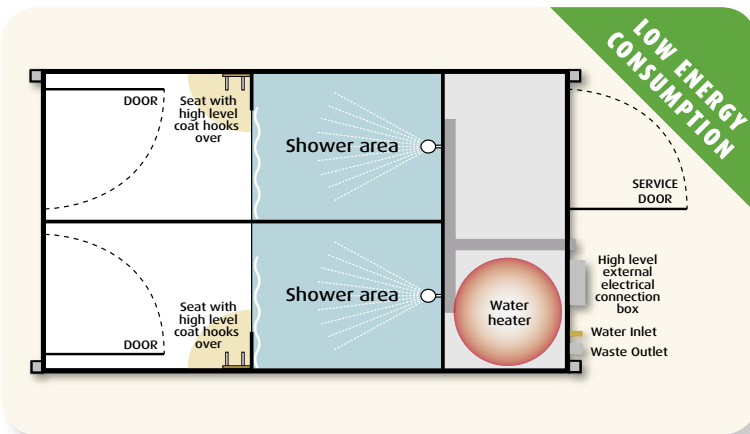 LOW ENERGY
CONSUMPTION
DOOR
Seat with
high level
coat hooks
over
Shower area
SERVICE
DOOR
Shower area
Seat with
high level
coat hooks
over
DOOR
Water
heater
High level
external
electrical
connection
box
Water Inlet
Waste Outlet